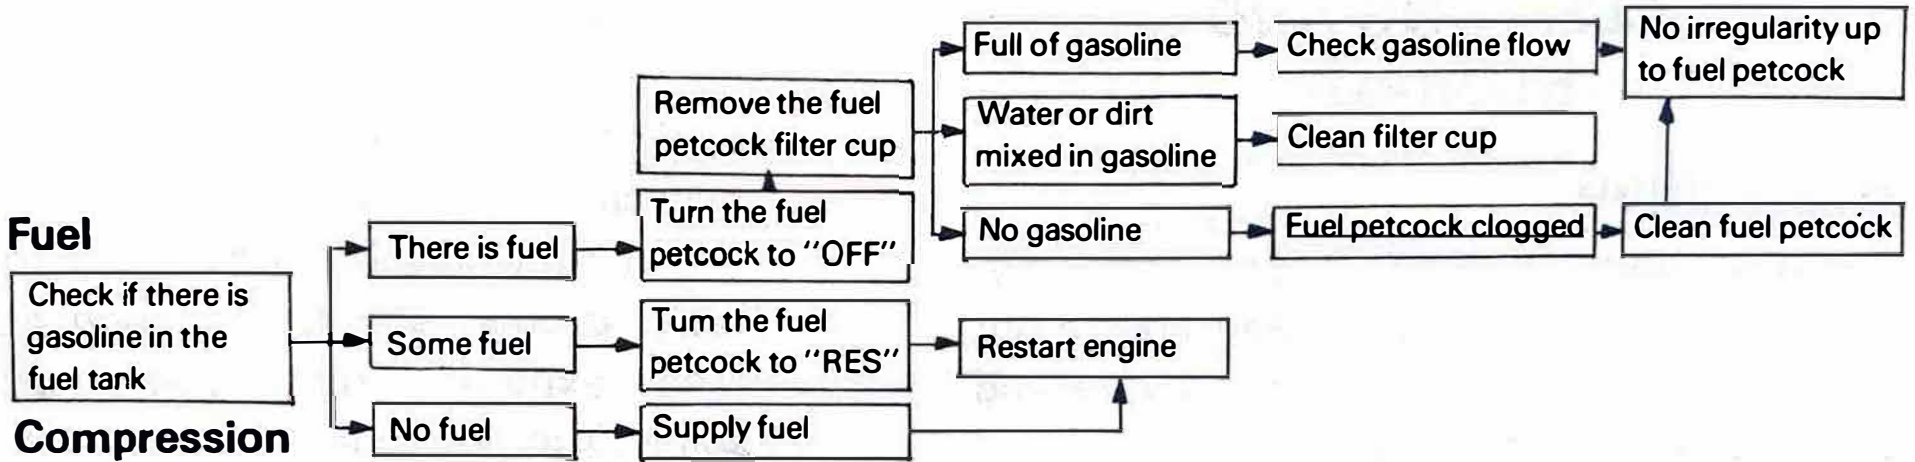 Fuel
Check if there is
gasoline in the
fuel tank
There is fuel
Turn the fuel
petcock to "OFF"
Remove the fuel
petcock filter cup
Full of gasoline
Check gasoline flow
No irregularity up
to fuel petcock
Water or dirt
mixed in gasoline
Clean filter cup
No gasoline
Fuel petcock clogged
Clean fuel petcock
Some fuel
Turn the fuel
petcock to "RES"
Restart engine
No fuel
Supply fuel
Compression